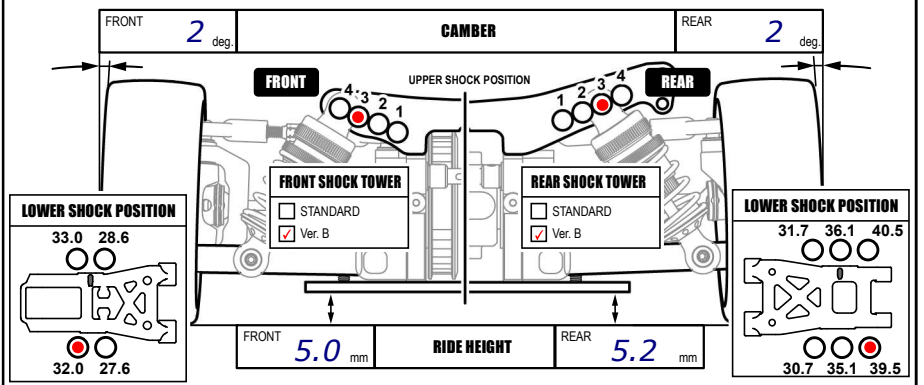 FRONT 2 deg. CAMBER REAR 2 deg.
FRONT UPPER SHOCK POSITION REAR
4 3 2 1 1 2 3 4
FRONT SHOCK TOWER
STANDARD
✓ Ver. B
REAR SHOCK TOWER
STANDARD
✓ Ver. B
LOWER SHOCK POSITION
33.0 28.6
32.0 27.6
LOWER SHOCK POSITION
31.7 36.1 40.5
30.7 35.1 39.5
FRONT 5.0 mm RIDE HEIGHT REAR 5.2 mm